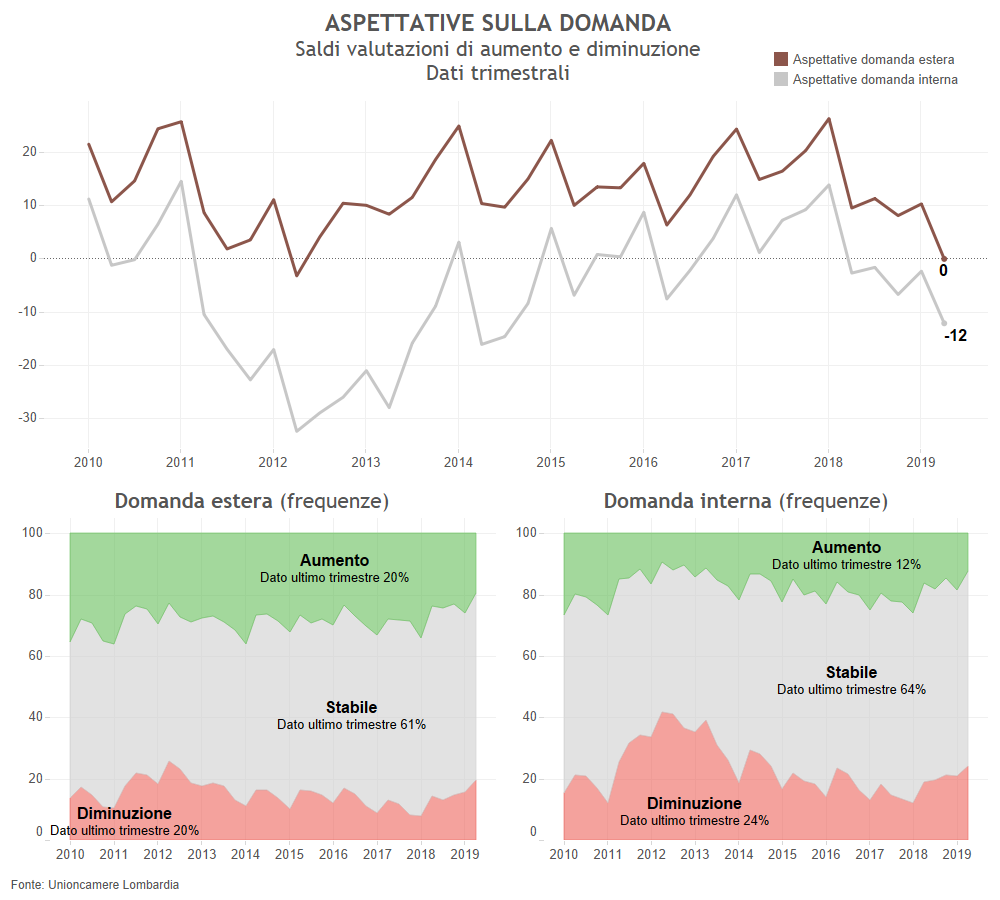 ASPETTATIVE SULLA DOMANDA
Saldi valutazioni di aumento e diminuzione
Dati trimestrali
Aspettative domanda estera
Aspettative domanda interna
20
10
0
-10
-20
-30
0
-12
2010 2011 2012 2013 2014 2015 2016 2017 2018 2019
Domanda estera (frequenze)
100
80
60
40
20
0
Aumento
Dato ultimo trimestre 20%
Stabile
Dato ultimo trimestre 61%
Diminuzione
Dato ultimo trimestre 20%
2010 2011 2012 2013 2014 2015 2016 2017 2018 2019
Domanda interna (frequenze)
100
80
60
40
20
0
Aumento
Dato ultimo trimestre 12%
Stabile
Dato ultimo trimestre 64%
Diminuzione
Dato ultimo trimestre 24%
2010 2011 2012 2013 2014 2015 2016 2017 2018 2019
Fonte: Unioncamere Lombardia